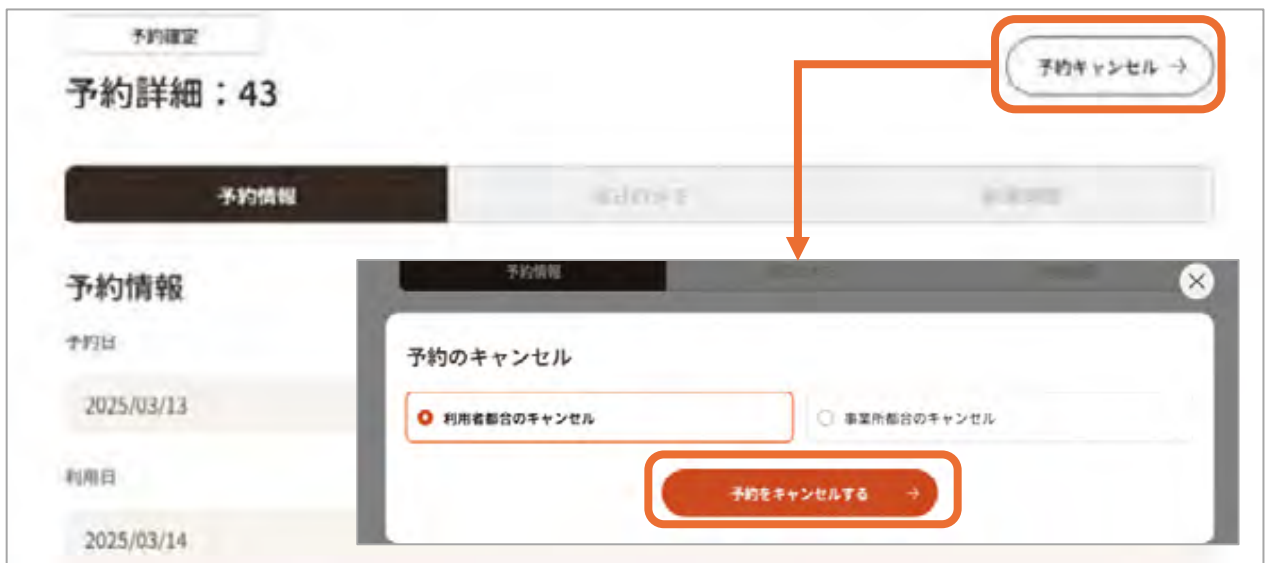 予約確定
予約キャンセル →
予約詳細：43
予約情報
予約情報
予約日
2025/03/13
利用日
2025/03/14
予約情報
予約のキャンセル
利用者都合のキャンセル
事業所都合のキャンセル
予約をキャンセルする →